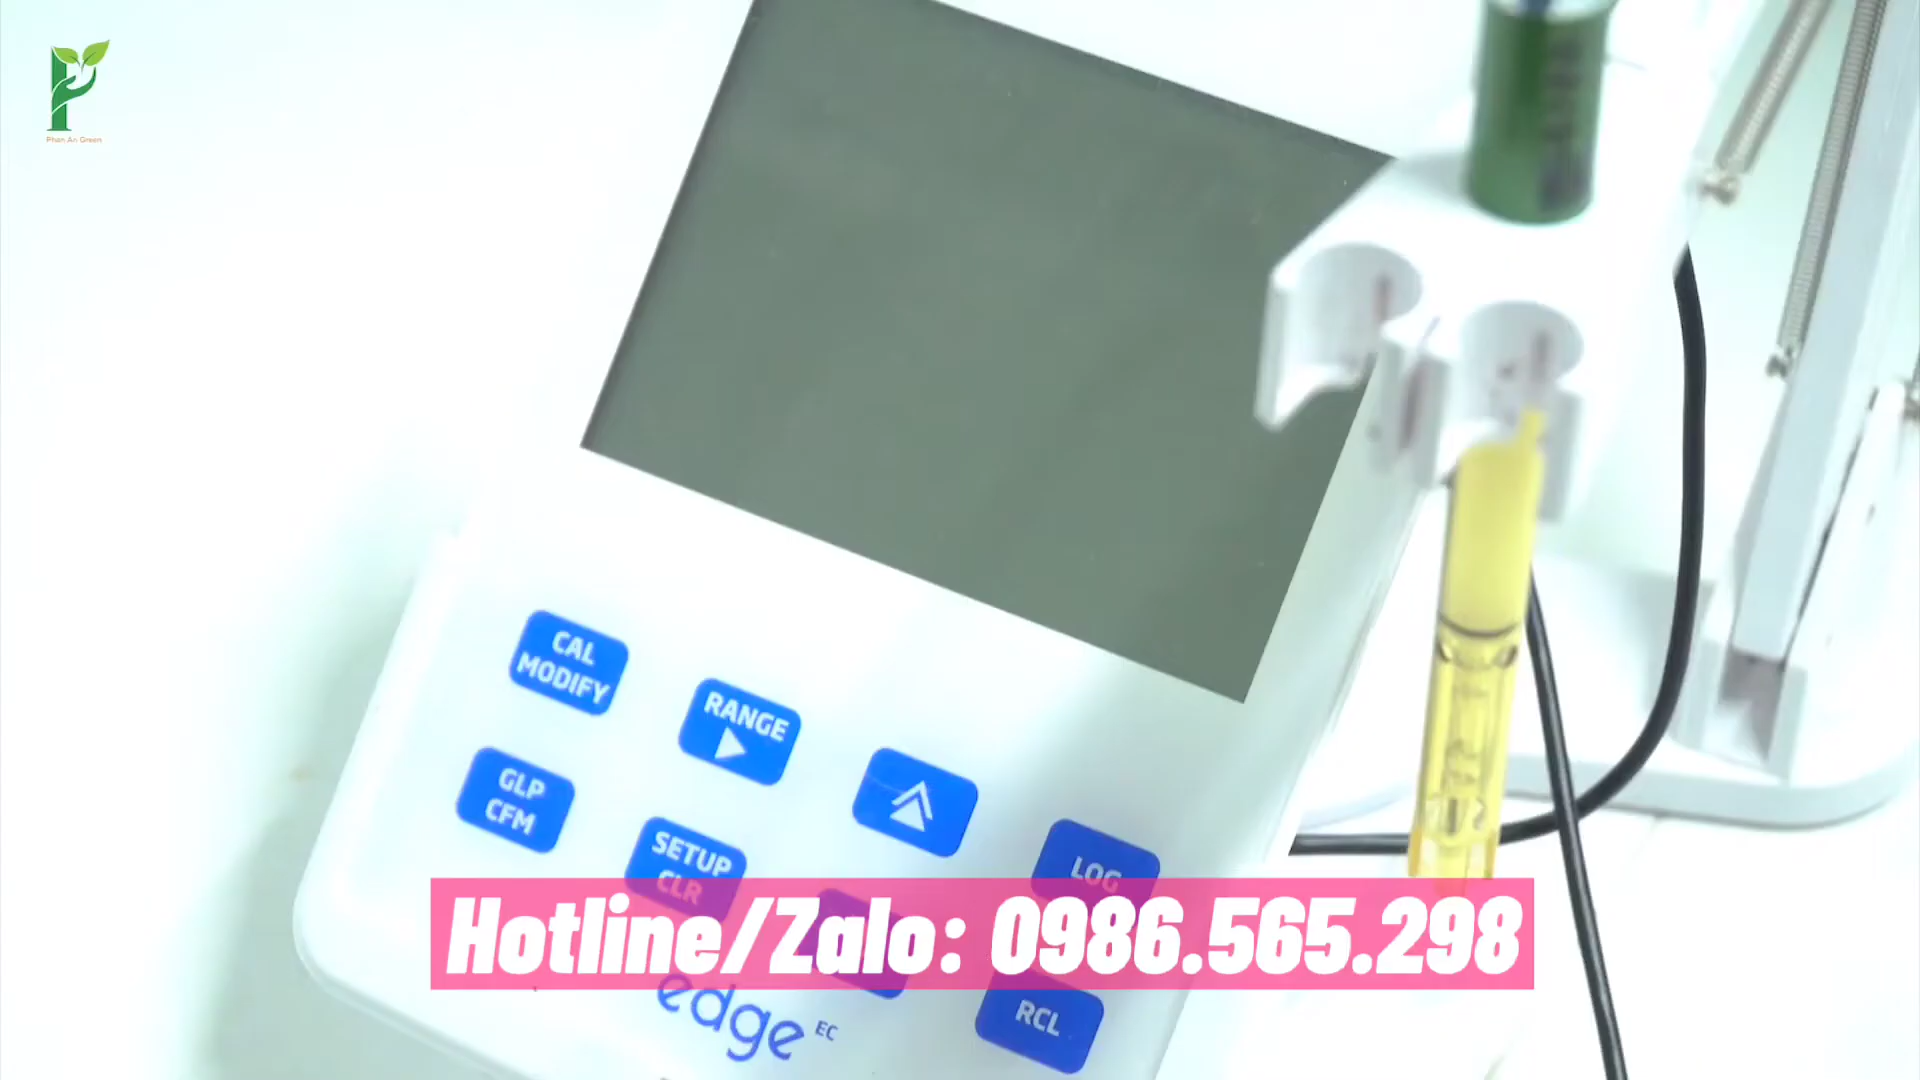 Phan An Green
CAL
MODIFY
RANGE
GLP
CFM
SETUP
CLR
LOG
Hotline/Zalo: 0986.565.298
RCL
edge EC